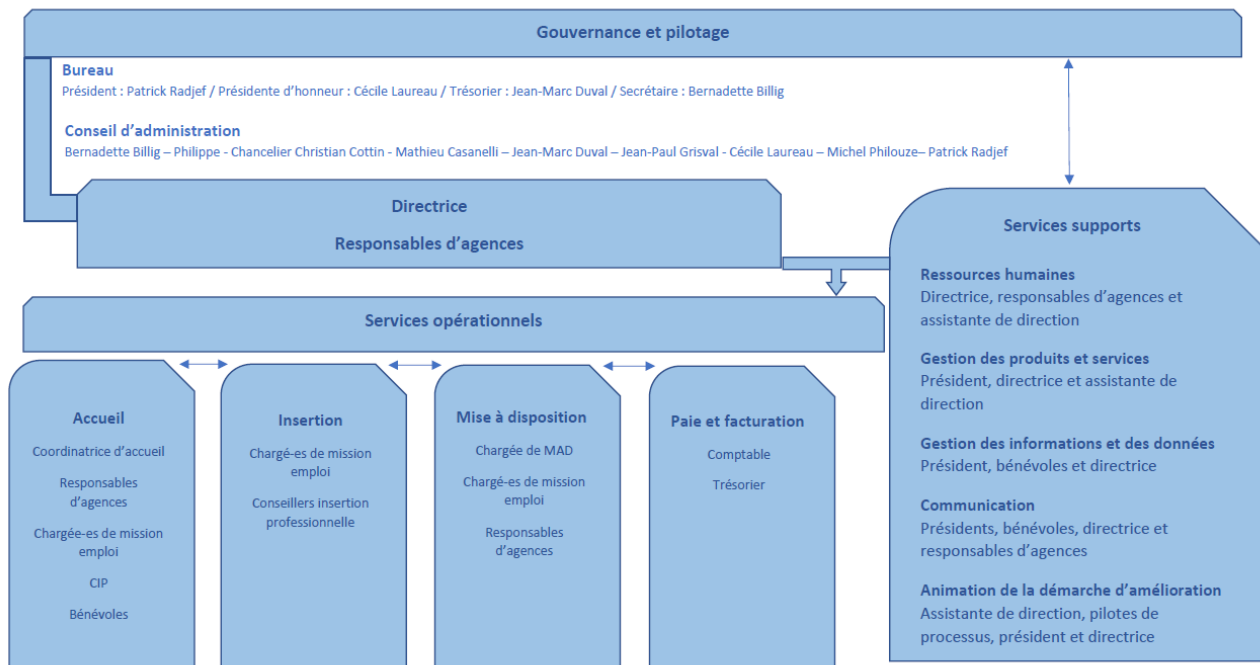 Gouvernance et pilotage
Bureau
Président : Patrick Radjef / Présidente d'honneur : Cécile Laureau / Trésorier : Jean-Marc Duval / Secrétaire : Bernadette Billig
Conseil d'administration
Bernadette Billig – Philippe - Chancelier Christian Cottin - Mathieu Casanelli – Jean-Marc Duval – Jean-Paul Grisval - Cécile Laureau – Michel Philouze– Patrick Radjef
Directrice
Responsables d'agences
Services opérationnels
Accueil
Coordinatrice d'accueil
Responsables
d'agences
Chargée-es de mission
emploi
CIP
Bénévoles
Insertion
Chargé-es de mission
emploi
Conseillers insertion
professionnelle
Mise à disposition
Chargée de MAD
Chargé-es de mission
emploi
Responsables
d'agences
Paie et facturation
Comptable
Trésorier
Services supports
Ressources humaines
Directrice, responsables d'agences et
assistante de direction
Gestion des produits et services
Président, directrice et assistante de
direction
Gestion des informations et des données
Président, bénévoles et directrice
Communication
Présidents, bénévoles, directrice et
responsables d'agences
Animation de la démarche d'amélioration
Assistante de direction, pilotes de
processus, président et directrice